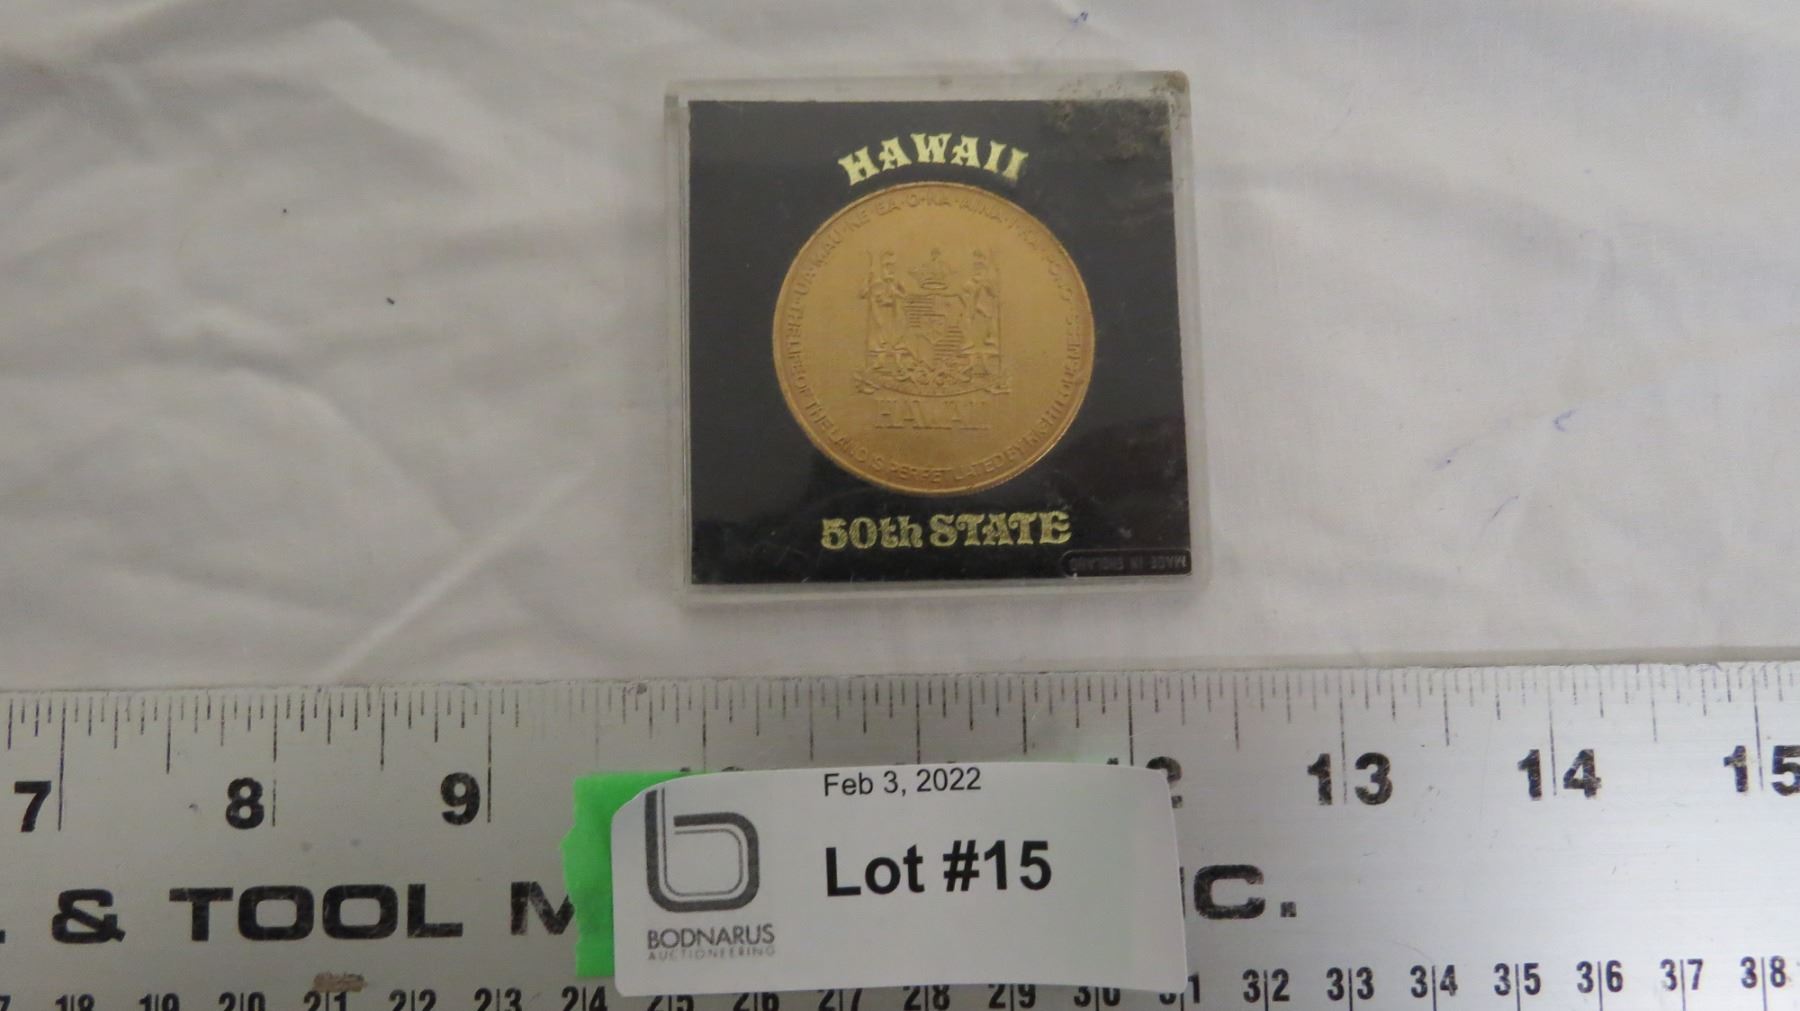 HAWAII
UA·MAU·KE·EA·O·KA·AINA·I·KA·PONO
THE LIFE OF THE LAND IS PERPETUATED BY RIGHTEOUSNESS
HAWAII
50th STATE
MADE IN ENGLAND
7 8 9 13 14 15
Feb 3, 2022
Lot #15
BODNARUS
AUCTIONEERING
& TOOL
C.
18 19 20 21 22 23 24 25 26 27 28 29 30 31 32 33 34 35 36 37 38